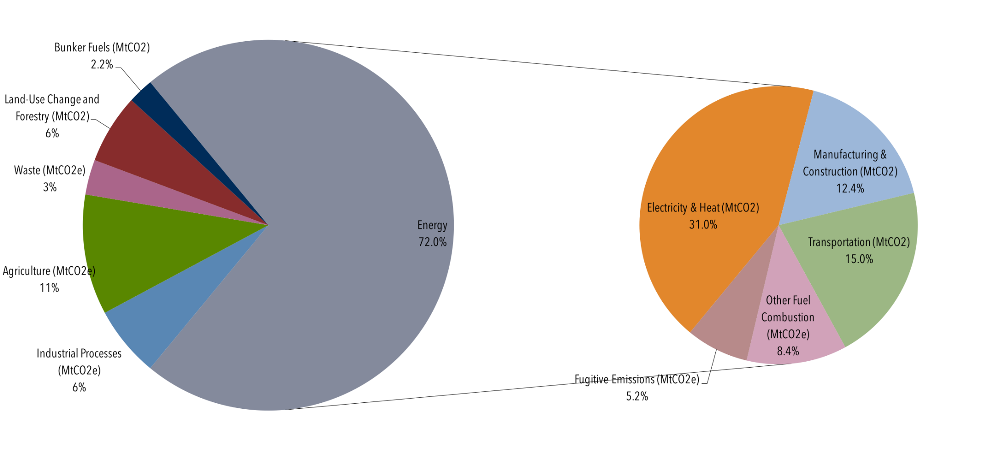 Bunker Fuels (MtCO2)
2.2%
Land-Use Change and
Forestry (MtCO2)
6%
Waste (MtCO2e)
3%
Agriculture (MtCO2e)
11%
Industrial Processes
(MtCO2e)
6%
Energy
72.0%
Electricity & Heat (MtCO2)
31.0%
Manufacturing &
Construction (MtCO2)
12.4%
Transportation (MtCO2)
15.0%
Other Fuel
Combustion
(MtCO2e)
8.4%
Fugitive Emissions (MtCO2e)
5.2%